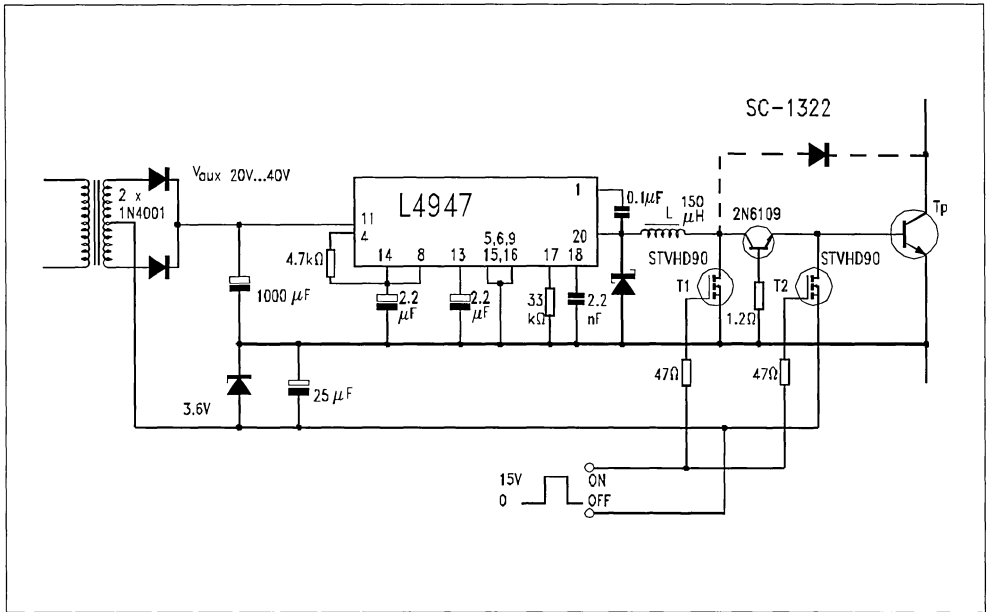 SC-1322
Vaux 20V...40V
2 x
1N4001
L4947
1
11
4
20
5,6,9
15,16
14
8
13
17
18
0.1µF
L
150
µH
2N6109
Tp
4.7kΩ
STVHD90
STVHD90
1000 µF
2.2
µF
2.2
µF
33
kΩ
2.2
nF
T1
T2
1.2Ω
47Ω
47Ω
3.6V
25 µF
15V
0
ON
OFF